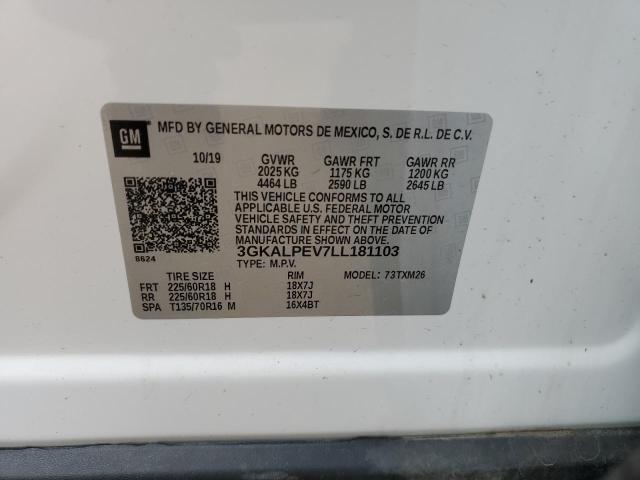 GM
MFD BY GENERAL MOTORS DE MEXICO, S. DE R.L. DE C.V.
10/19 GVWR GAWR FRT GAWR RR
2025 KG 1175 KG 1200 KG
4464 LB 2590 LB 2645 LB
THIS VEHICLE CONFORMS TO ALL
APPLICABLE U.S. FEDERAL MOTOR
VEHICLE SAFETY AND THEFT PREVENTION
STANDARDS IN EFFECT ON THE DATE OF
MANUFACTURE SHOWN ABOVE.
8624 3GKALPEV7LL181103
TYPE: M.P.V.
TIRE SIZE RIM MODEL: 73TXM26
FRT 225/60R18 H 18X7J
RR 225/60R18 H 18X7J
SPA T135/70R16 M 16X4BT